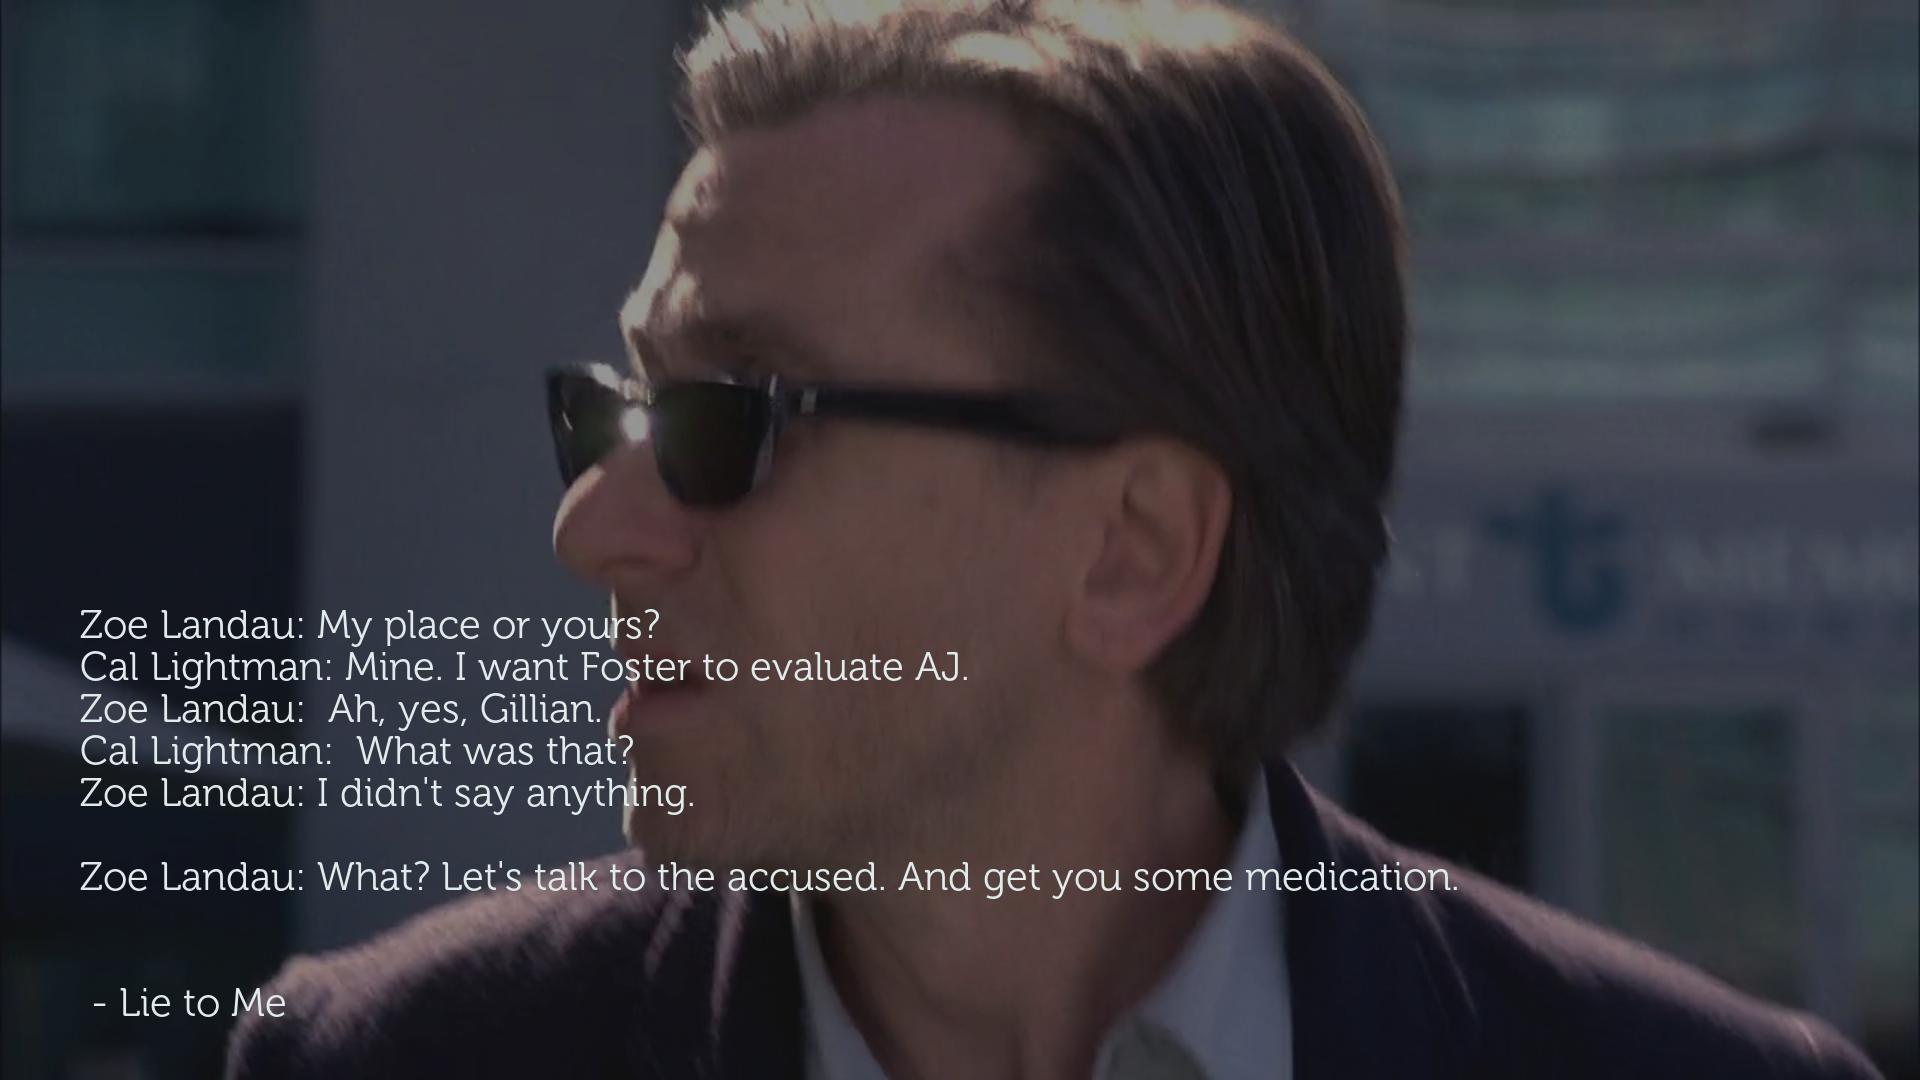 Zoe Landau: My place or yours?
Cal Lightman: Mine. I want Foster to evaluate AJ.
Zoe Landau:  Ah, yes, Gillian.
Cal Lightman:  What was that?
Zoe Landau: I didn't say anything.
Zoe Landau: What? Let's talk to the accused. And get you some medication.
- Lie to Me